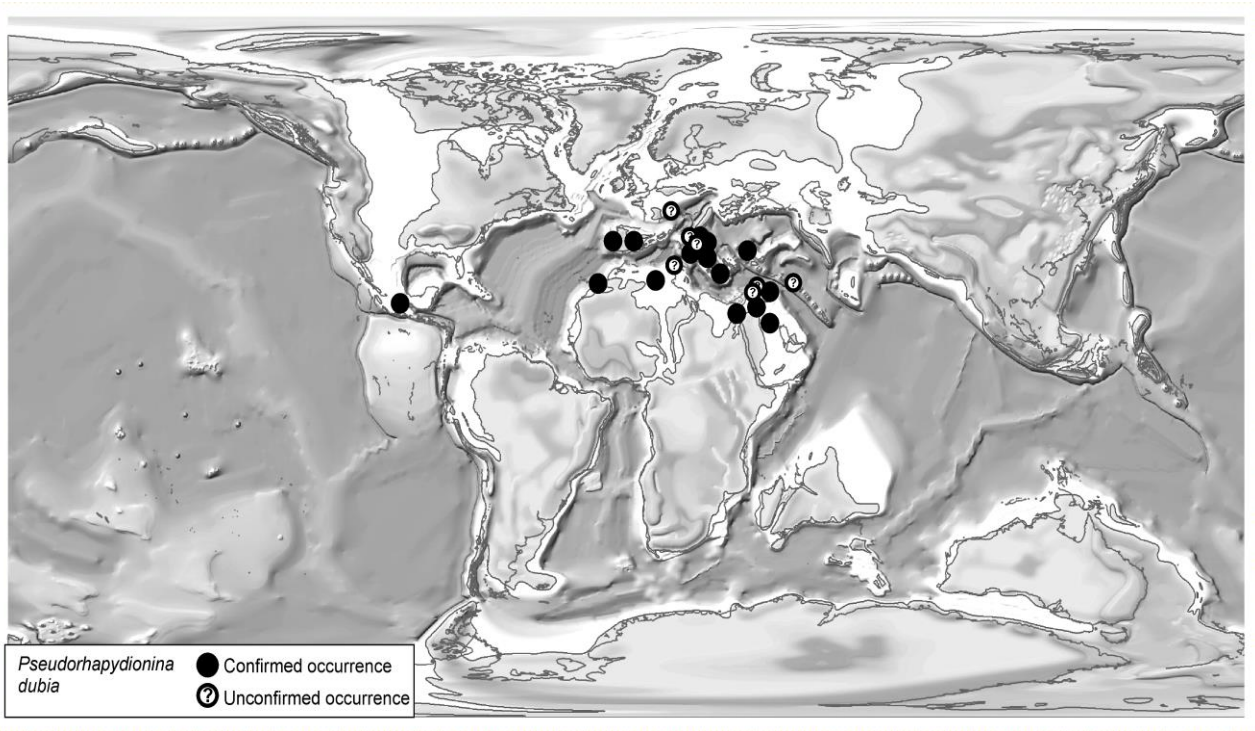 Pseudorhapydionina
dubia
Confirmed occurrence
? Unconfirmed occurrence